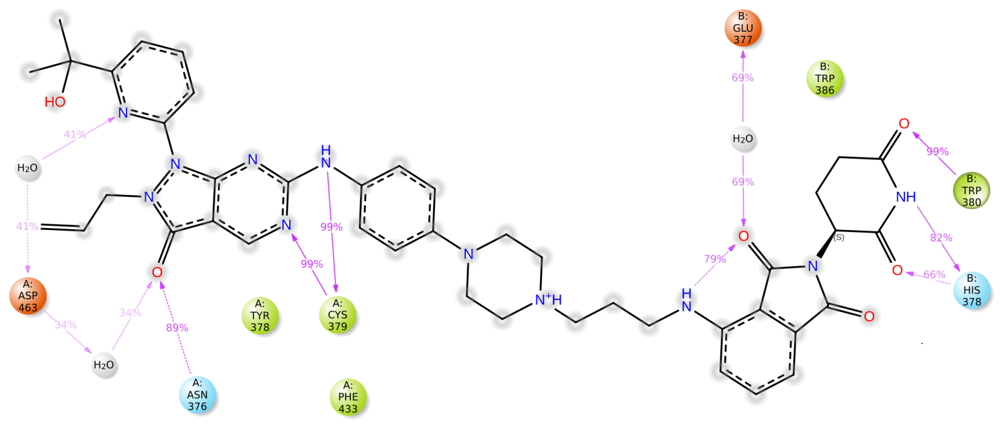 B:
GLU
377
B:
TRP
386
69%
HO
N
41%
H₂O
O
99%
H
N
N
N
H₂O
B:
TRP
380
N
N
NH
69%
41%
N
99%
O
(S)
82%
99%
79%
N
N
O
66%
O
A:
ASP
463
B:
HIS
378
H
N
N⁺H
A:
TYR
378
A:
CYS
379
34%
O
34%
89%
H₂O
A:
ASN
376
A:
PHE
433